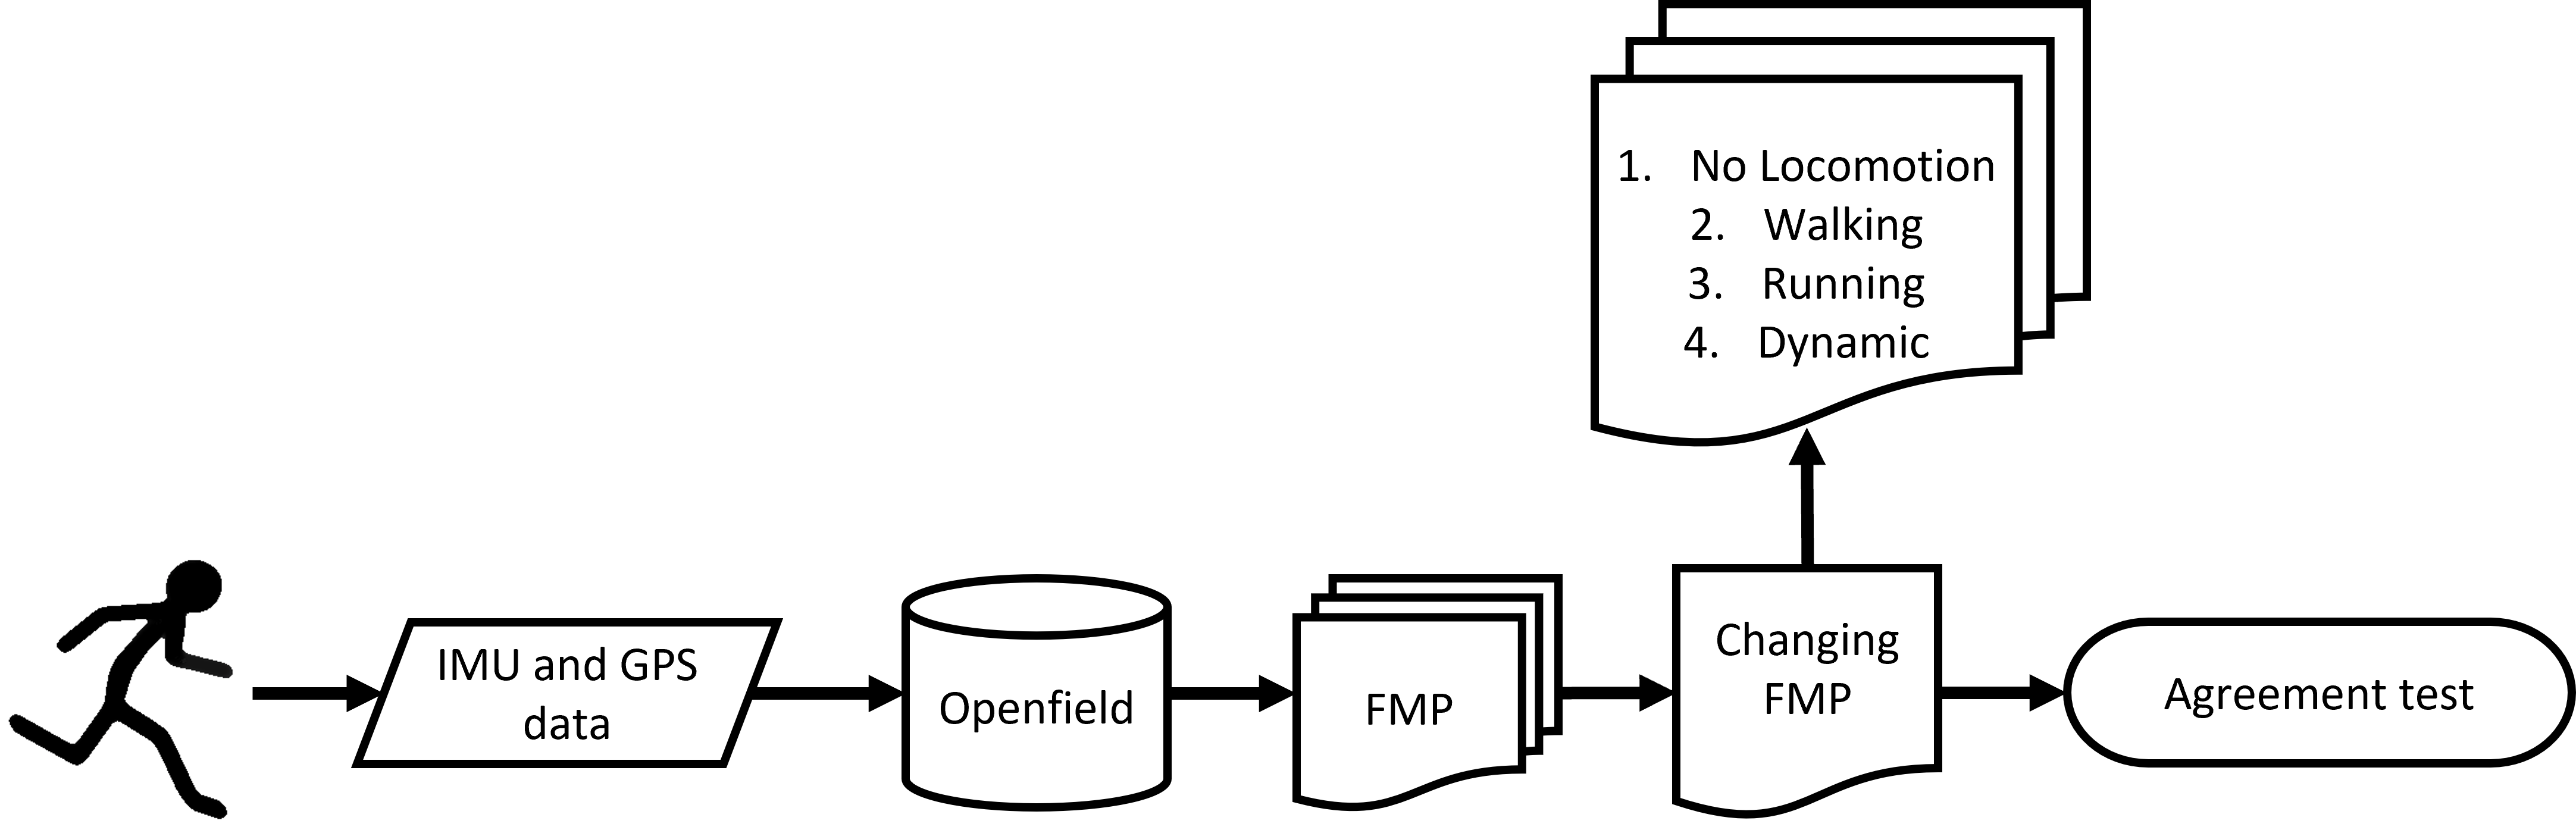 1. No Locomotion
2. Walking
3. Running
4. Dynamic
IMU and GPS
data
Openfield
FMP
Changing
FMP
Agreement test